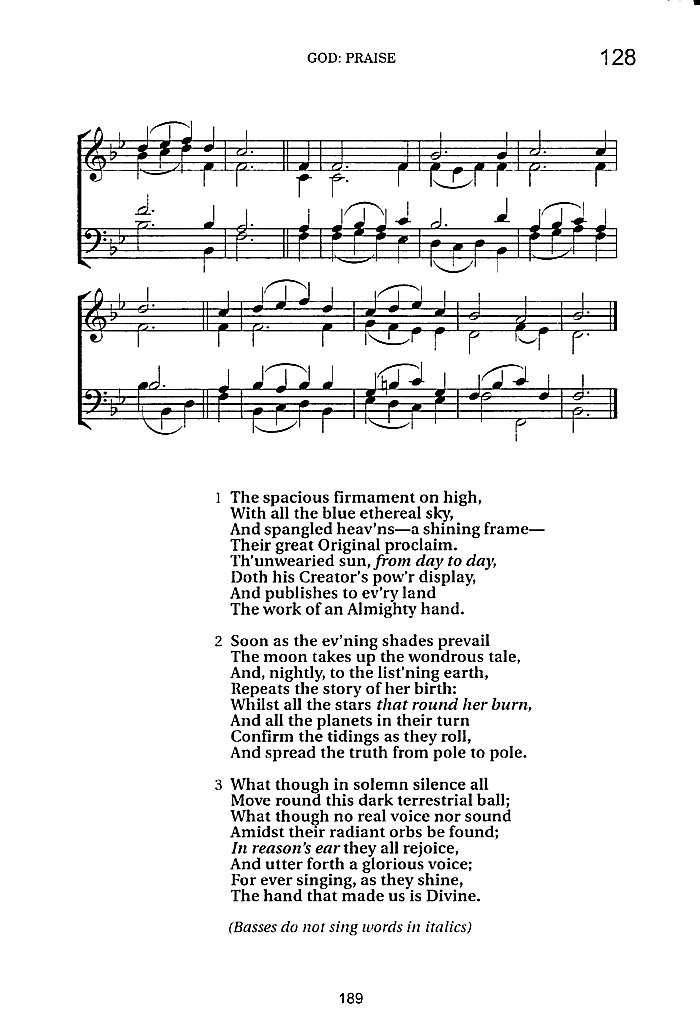 GOD: PRAISE
128
1 The spacious firmament on high,
With all the blue ethereal sky,
And spangled heav'ns—a shining frame—
Their great Original proclaim.
Th'unwearied sun, from day to day,
Doth his Creator's pow'r display,
And publishes to ev'ry land
The work of an Almighty hand.
2 Soon as the ev'ning shades prevail
The moon takes up the wondrous tale,
And, nightly, to the list'ning earth,
Repeats the story of her birth:
Whilst all the stars that round her burn,
And all the planets in their turn
Confirm the tidings as they roll,
And spread the truth from pole to pole.
3 What though in solemn silence all
Move round this dark terrestrial ball;
What though no real voice nor sound
Amidst their radiant orbs be found;
In reason's ear they all rejoice,
And utter forth a glorious voice;
For ever singing, as they shine,
The hand that made us is Divine.
(Basses do not sing words in italics)
189